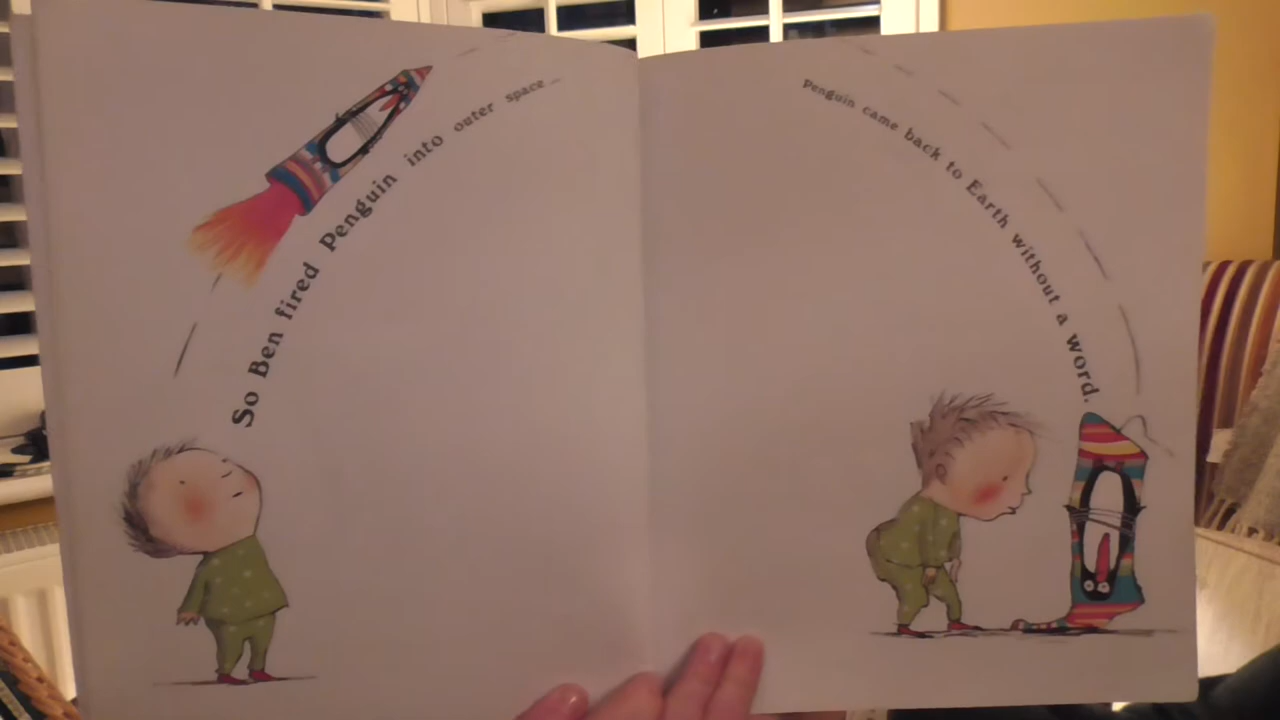 So Ben fired Penguin into outer space...
Penguin came back to Earth without a word.